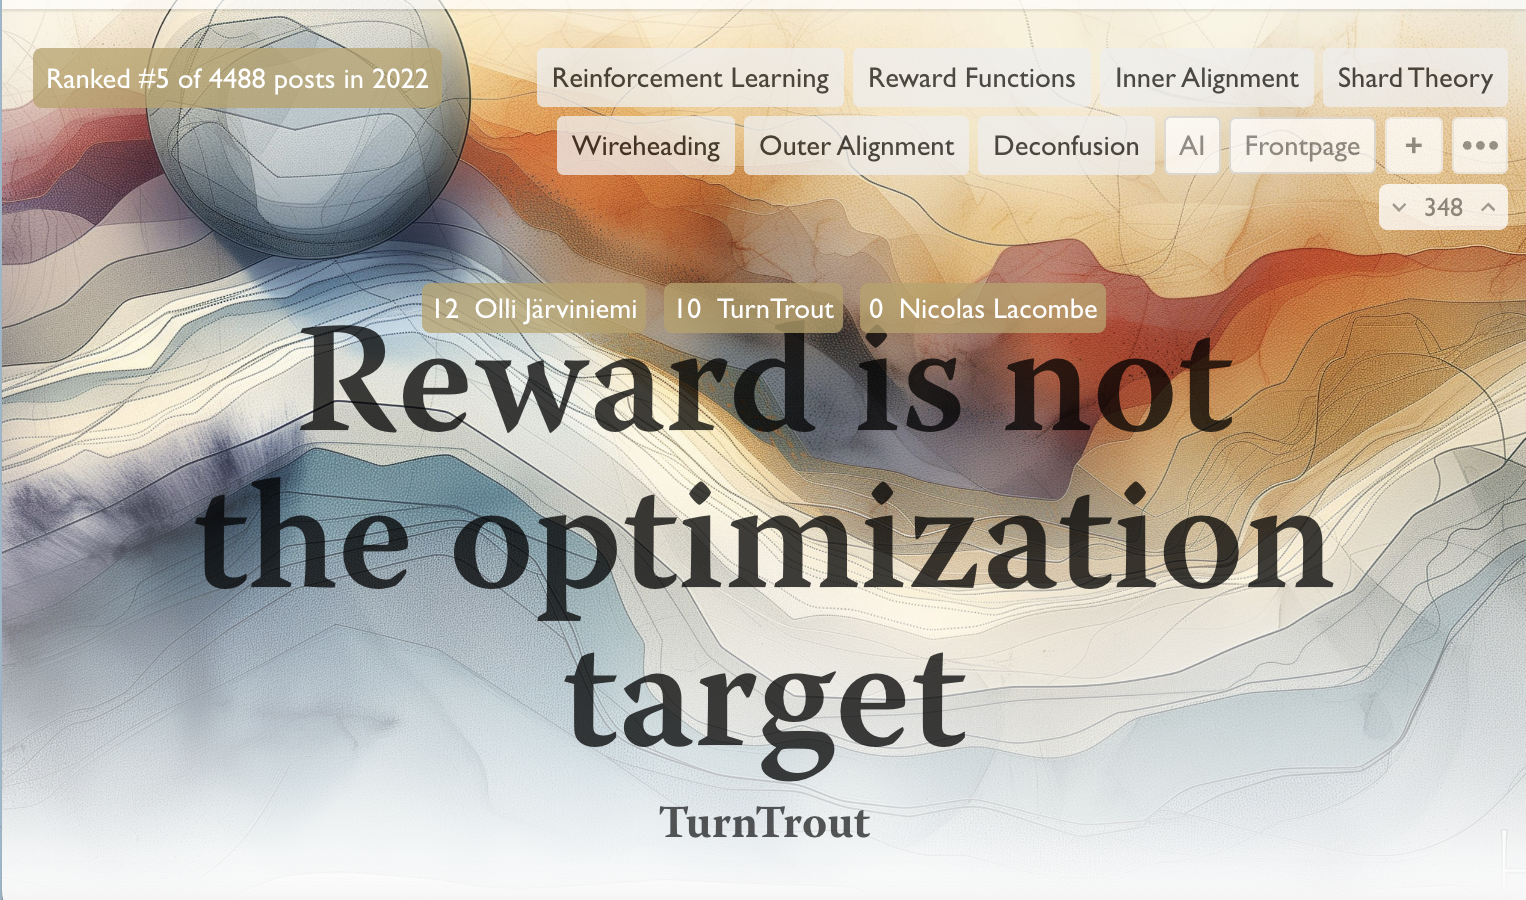 Ranked #5 of 4488 posts in 2022
Reinforcement Learning Reward Functions Inner Alignment Shard Theory
Wireheading Outer Alignment Deconfusion AI Frontpage + •••
348
12 Olli Järviniemi 10 TurnTrout 0 Nicolas Lacombe
Reward is not
the optimization
target
TurnTrout